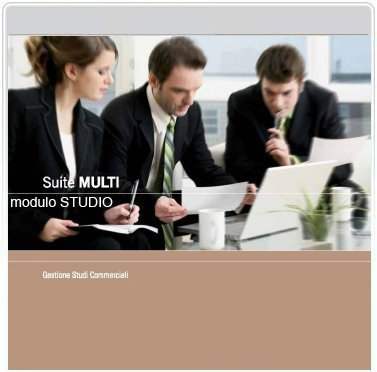 Suite MULTI
modulo STUDIO
Gestione Studi Commerciali